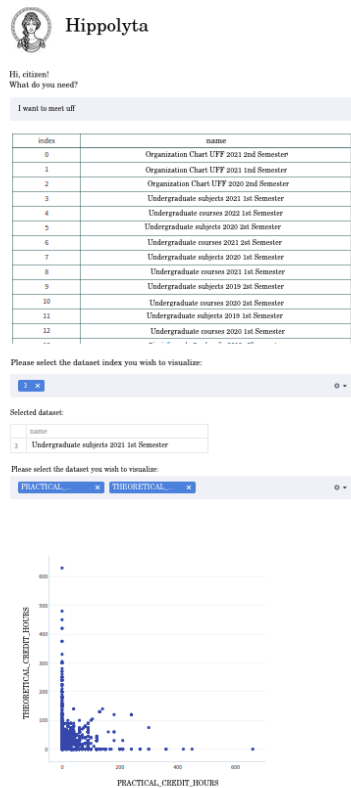 Hippolyta
Hi, citizen!
What do you need?
I want to meet uff
index name
0 Organization Chart UFF 2021 2nd Semester
1 Organization Chart UFF 2021 1nd Semester
2 Organization Chart UFF 2020 2nd Semester
3 Undergraduate subjects 2021 1st Semester
4 Undergraduate courses 2022 1st Semester
5 Undergraduate subjects 2020 2st Semester
6 Undergraduate courses 2021 2st Semester
7 Undergraduate subjects 2020 1st Semester
8 Undergraduate courses 2021 1st Semester
9 Undergraduate subjects 2019 2st Semester
10 Undergraduate courses 2020 2st Semester
11 Undergraduate subjects 2019 1st Semester
12 Undergraduate courses 2020 1st Semester
Please select the dataset index you wish to visualize:
3 ×
Selected dataset:
name
3 Undergraduate subjects 2021 1st Semester
Please select the dataset you wish to visualize:
PRACTICAL_... × THEORETICAL_... ×
THEORETICAL_CREDIT_HOURS
600
500
400
300
200
100
0
0 200 400 600
PRACTICAL_CREDIT_HOURS